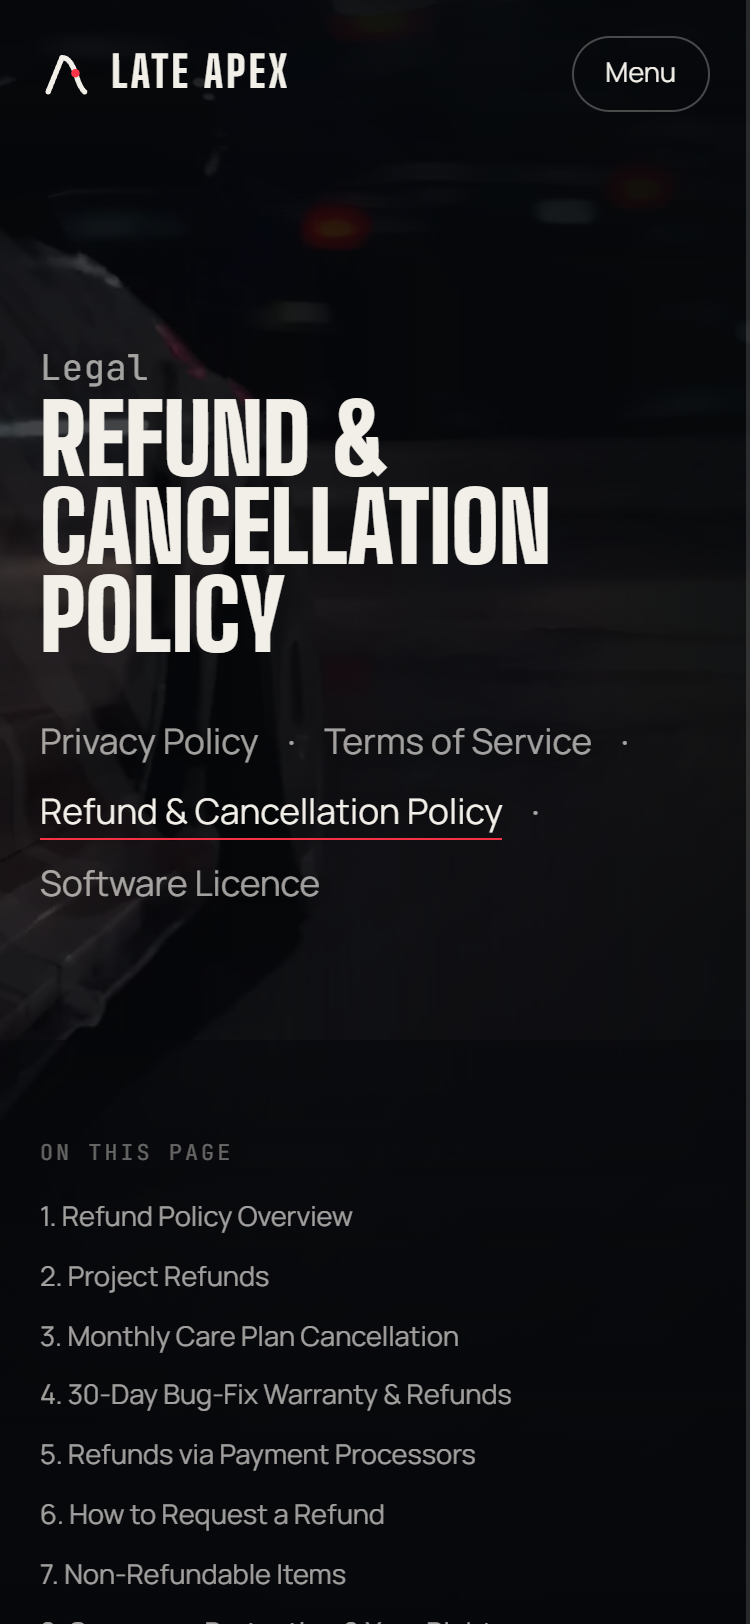 LATE APEX
Menu
Legal
REFUND &
CANCELLATION
POLICY
Privacy Policy · Terms of Service ·
Refund & Cancellation Policy ·
Software Licence
ON THIS PAGE
1. Refund Policy Overview
2. Project Refunds
3. Monthly Care Plan Cancellation
4. 30-Day Bug-Fix Warranty & Refunds
5. Refunds via Payment Processors
6. How to Request a Refund
7. Non-Refundable Items